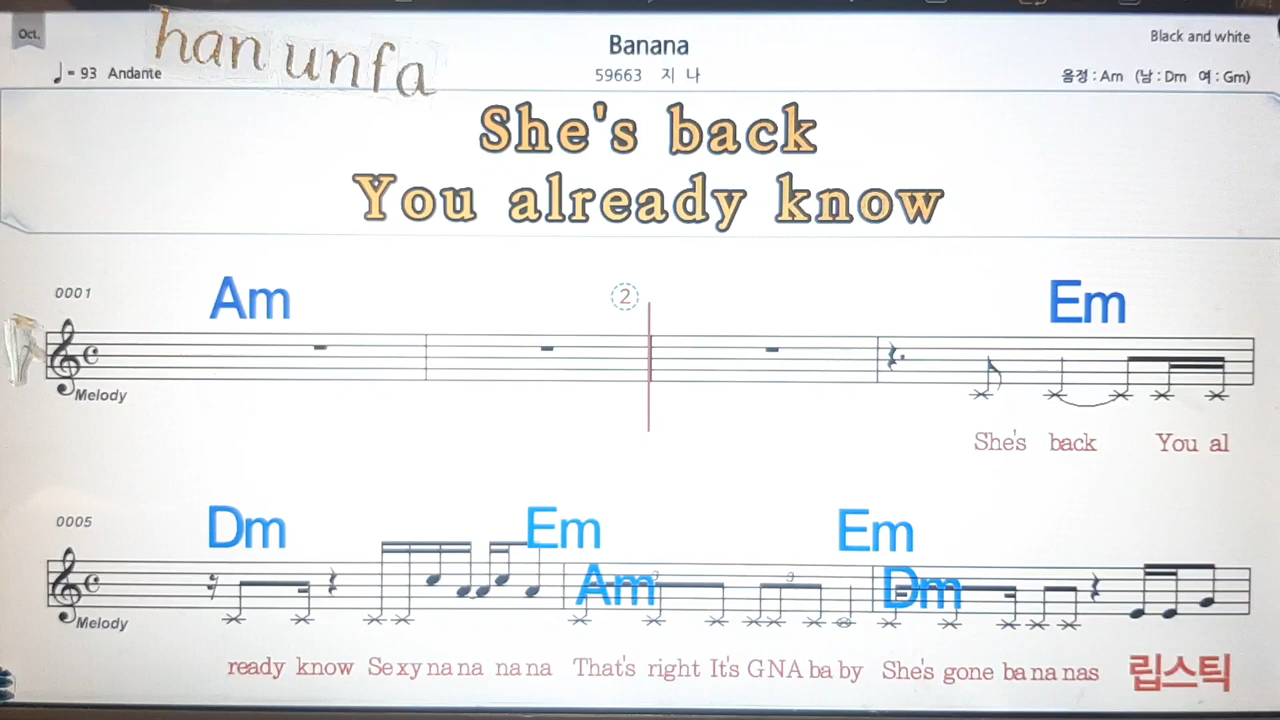 Oct.
han unfa
Banana
Black and white
♩= 93 Andante
59663 지 나
음정 : Am (남 : Dm 여 : Gm)
She's back
You already know
0001
Am
2
Em
Melody
She's back You al
0005
Dm
Em
Em
Am
3
3
Dm
Melody
ready know Sexy na na na na That's right It's GNA ba by She's gone ba na nas 립스틱